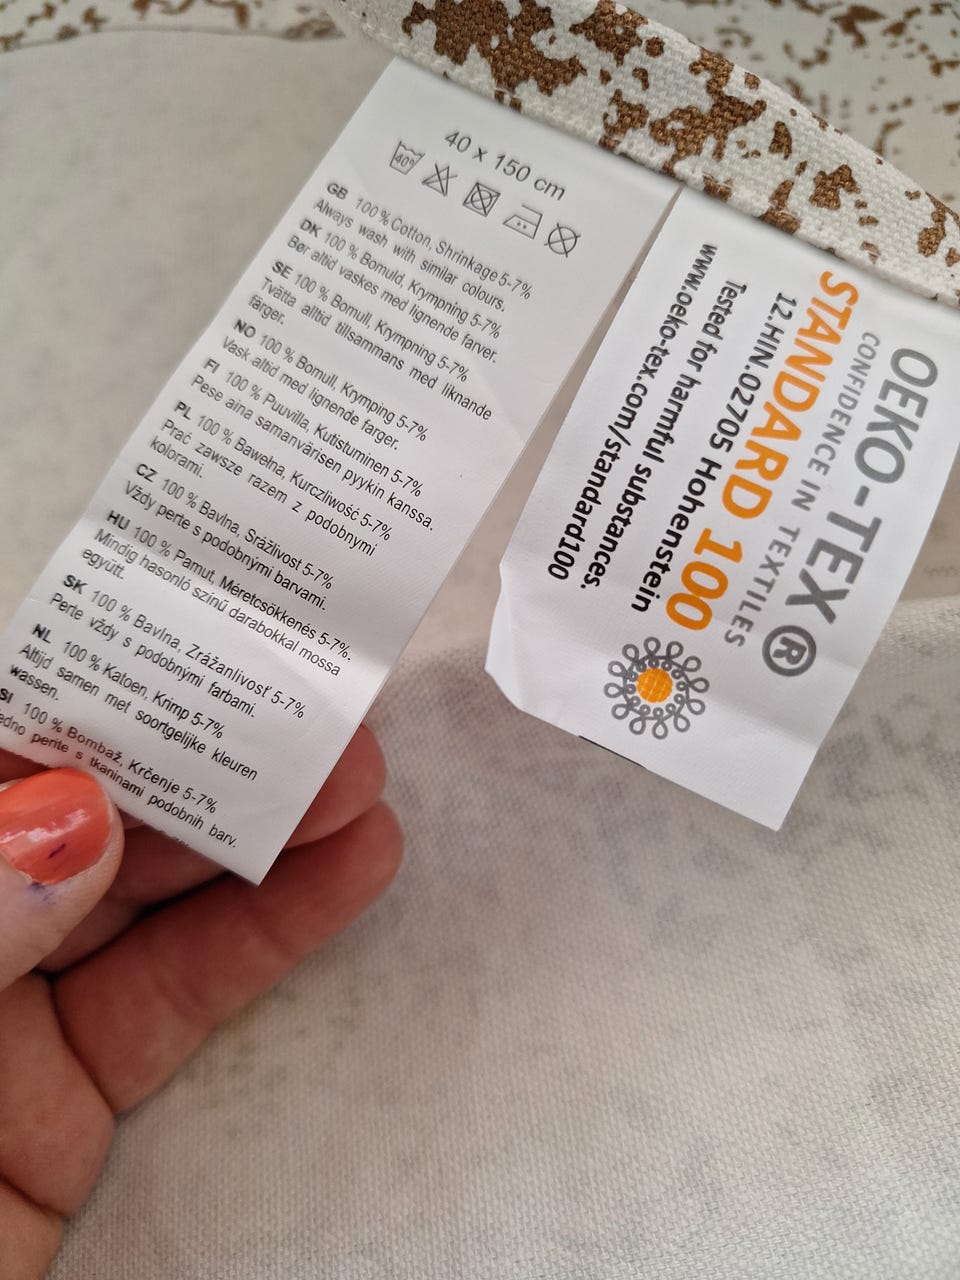 40 x 150 cm
40°
GB 100 % Cotton, Shrinkage 5-7%
Always wash with similar colours.
DK 100 % Bomuld, Krympning 5-7%
Bør altid vaskes med lignende farver.
SE 100 % Bomull, Krympning 5-7%
Tvätta alltid tillsammans med liknande
färger.
NO 100 % Bomull, Krymping 5-7%
Vask altid med lignende farger.
FI 100 % Puuvilla, Kutistuminen 5-7%
Pese aina samanvärisen pyykin kanssa.
PL 100 % Bawełna, Kurczliwość 5-7%
Prać zawsze razem z podobnymi
kolorami.
CZ 100 % Bavlna, Srážlivost 5-7%
Vždy perte s podobnými barvami.
HU 100 % Pamut, Méretcsökkenés 5-7%.
Mindig hasonló színű darabokkal mossa
együtt.
SK 100 % Bavlna, Zrážanlivosť 5-7%
Perte vždy s podobnými farbami.
NL 100 % Katoen, Krimp 5-7%
Altijd samen met soortgelijke kleuren
wassen.
SI 100 % Bombaž, Krčenje 5-7%
perite s tkaninami podobnih barv.
OEKO-TEX®
CONFIDENCE IN TEXTILES
STANDARD 100
12.HIN.02705 Hohenstein
Tested for harmful substances.
www.oeko-tex.com/standard100